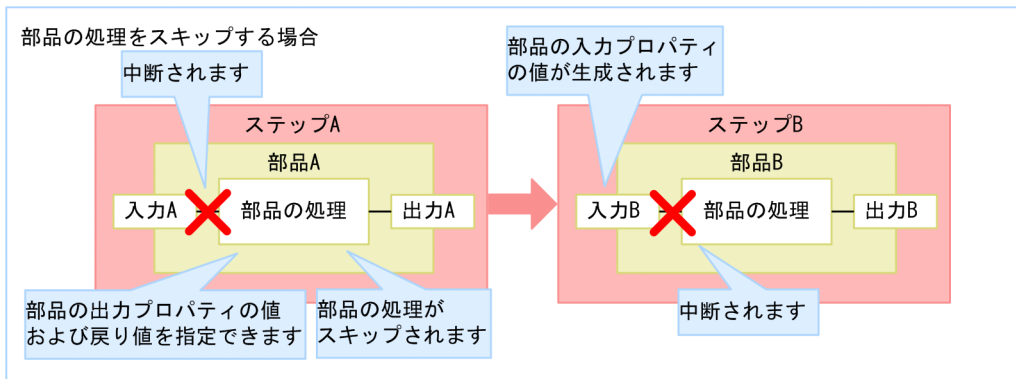 部品の処理をスキップする場合
中断されます
部品の入力プロパティ
の値が生成されます
ステップA
部品A
入力A
部品の処理
出力A
ステップB
部品B
入力B
部品の処理
出力B
部品の出力プロパティの値
および戻り値を指定できます
部品の処理が
スキップされます
中断されます